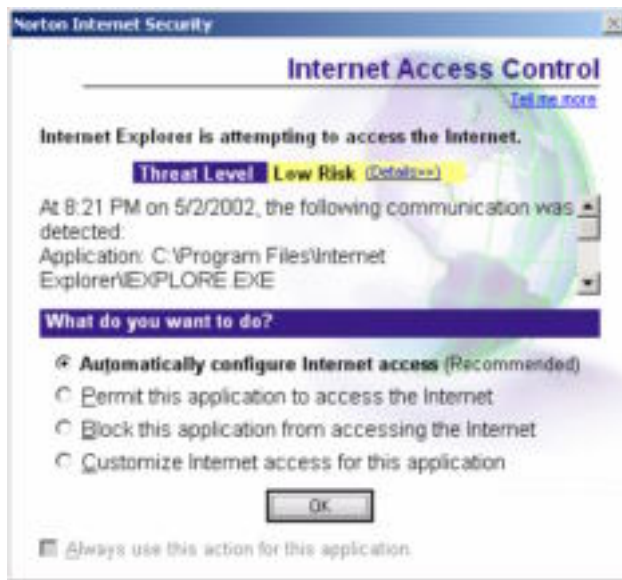 Norton Internet Security
Internet Access Control
Tell me more
Internet Explorer is attempting to access the Internet.
Threat Level Low Risk (Details>>)
At 8:21 PM on 5/2/2002, the following communication was
detected:
Application: C:\Program Files\Internet
Explorer\IEXPLORE.EXE
What do you want to do?
Automatically configure Internet access (Recommended)
Permit this application to access the Internet
Block this application from accessing the Internet
Customize Internet access for this application
OK
Always use this action for this application.